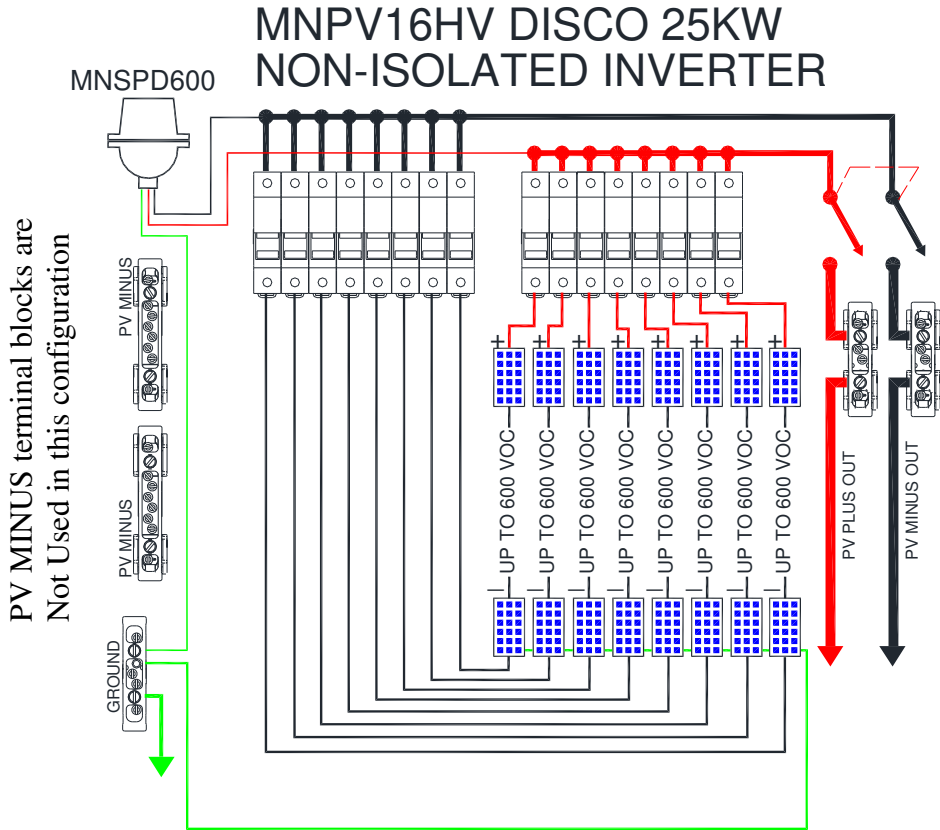 MNPV16HV DISCO 25KW
NON-ISOLATED INVERTER
MNSPD600
PV MINUS terminal blocks are
Not Used in this configuration
PV MINUS
PV MINUS
GROUND
+ + + + + + + +
UP TO 600 VOC
UP TO 600 VOC
UP TO 600 VOC
UP TO 600 VOC
UP TO 600 VOC
UP TO 600 VOC
UP TO 600 VOC
UP TO 600 VOC
− − − − − − − −
PV PLUS OUT
PV MINUS OUT